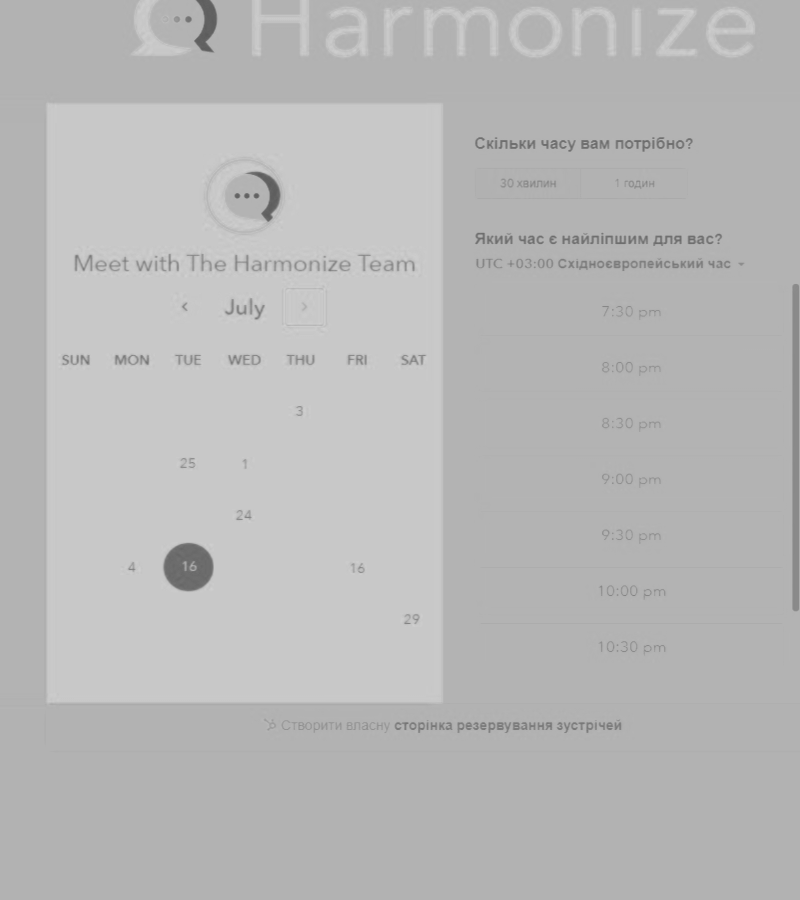 Harmonize
Meet with The Harmonize Team
July
SUN MON TUE WED THU FRI SAT
3
25 1
24
4 16 16
29
Скільки часу вам потрібно?
30 хвилин 1 годин
Який час є найліпшим для вас?
UTC +03:00 Східноєвропейський час
7:30 pm
8:00 pm
8:30 pm
9:00 pm
9:30 pm
10:00 pm
10:30 pm
Створити власну сторінка резервування зустрічей